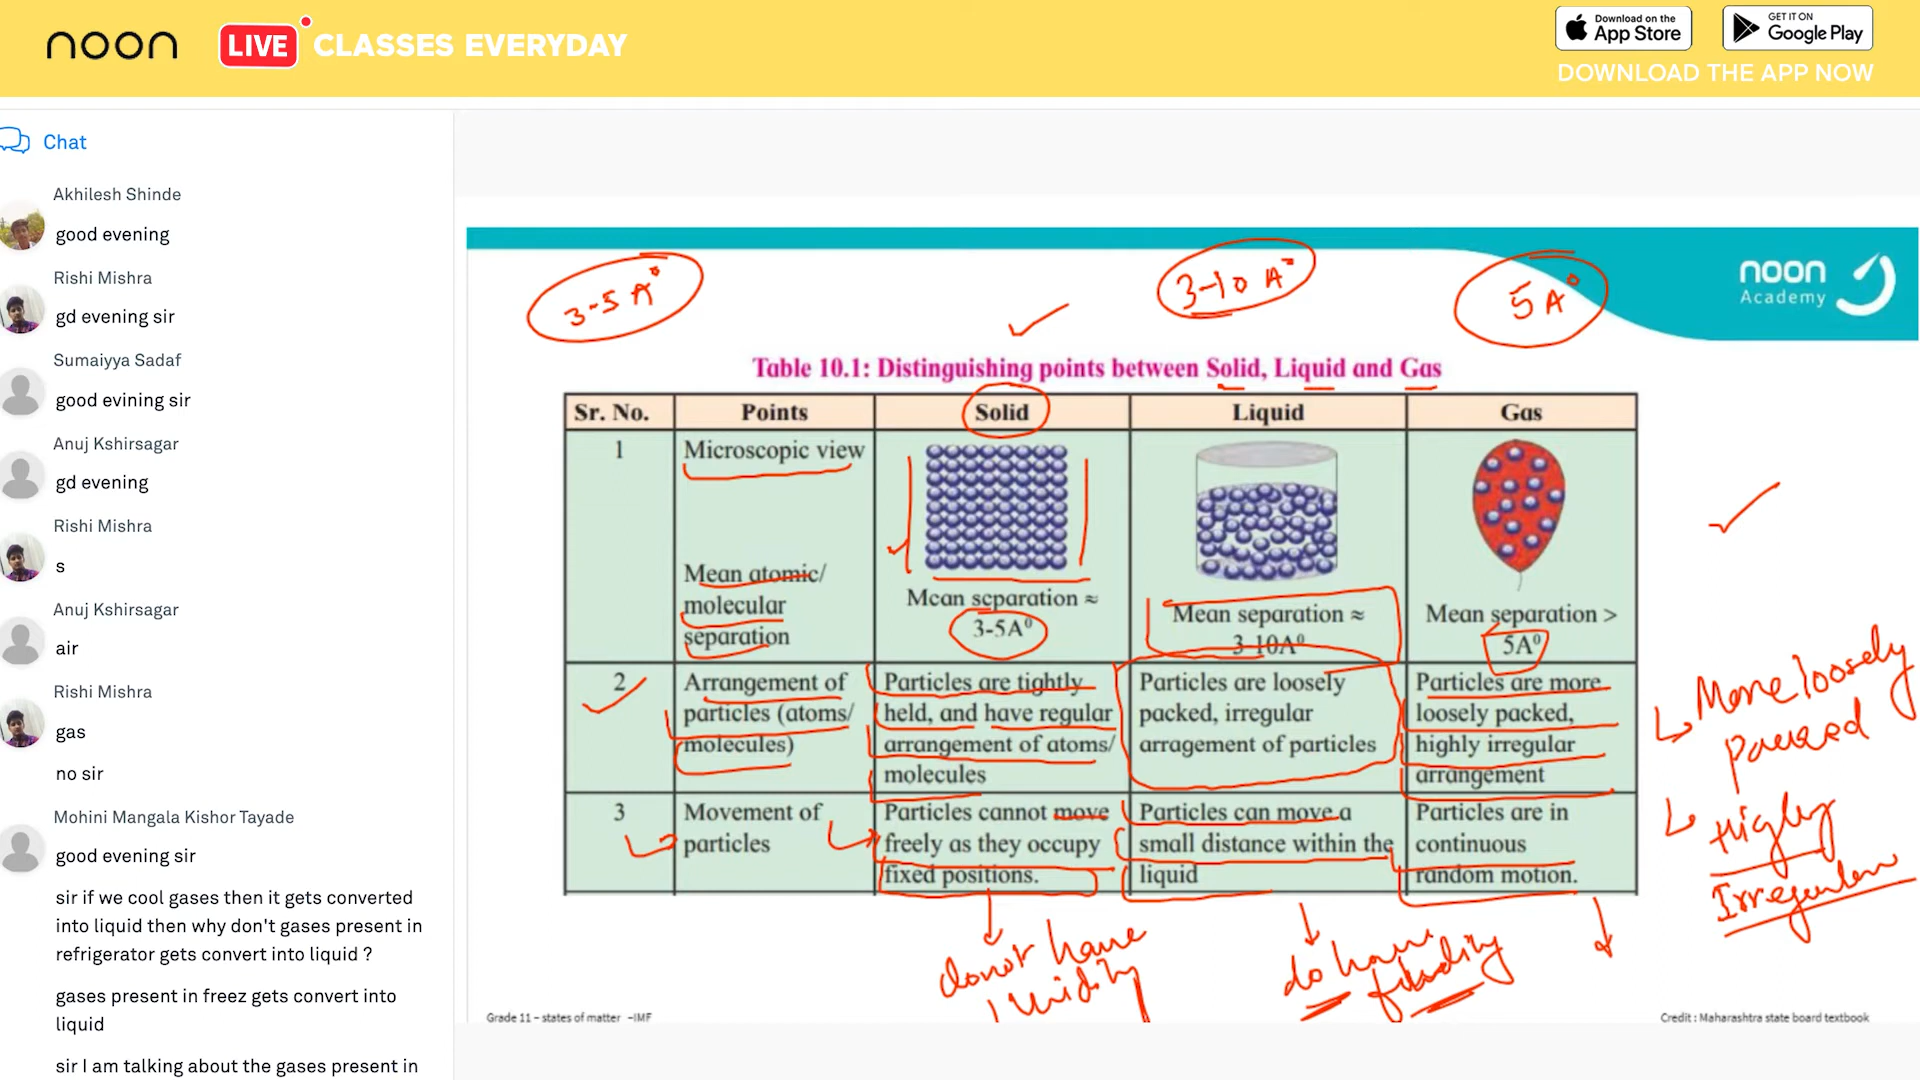 noon
LIVE CLASSES EVERYDAY
Download on the
App Store
GET IT ON
Google Play
DOWNLOAD THE APP NOW
Chat
Akhilesh Shinde
good evening
Rishi Mishra
gd evening sir
Sumaiyya Sadaf
good evining sir
Anuj Kshirsagar
gd evening
Rishi Mishra
s
Anuj Kshirsagar
air
Rishi Mishra
gas
no sir
Mohini Mangala Kishor Tayade
good evening sir
sir if we cool gases then it gets converted
into liquid then why don't gases present in
refrigerator gets convert into liquid ?
gases present in freez gets convert into
liquid
sir I am talking about the gases present in
3-5 A°
3-10 A°
5 A°
noon
Academy
Table 10.1: Distinguishing points between Solid, Liquid and Gas
Sr. No.
Points
Solid
Liquid
Gas
1
Microscopic view
Mean atomic/
molecular
separation
Mean separation ≈
3-5A⁰
Mean separation ≈
3-10A⁰
Mean separation >
5A⁰
2
Arrangement of
particles (atoms/
molecules)
Particles are tightly
held, and have regular
arrangement of atoms/
molecules
Particles are loosely
packed, irregular
arragement of particles
Particles are more
loosely packed,
highly irregular
arrangement
3
Movement of
particles
Particles cannot move
freely as they occupy
fixed positions.
Particles can move a
small distance within the
liquid
Particles are in
continuous
random motion.
More loosely
Packed
Highly
Irregular
donot have
do have
Grade 11 – states of matter –IMF
Credit : Maharashtra state board textbook